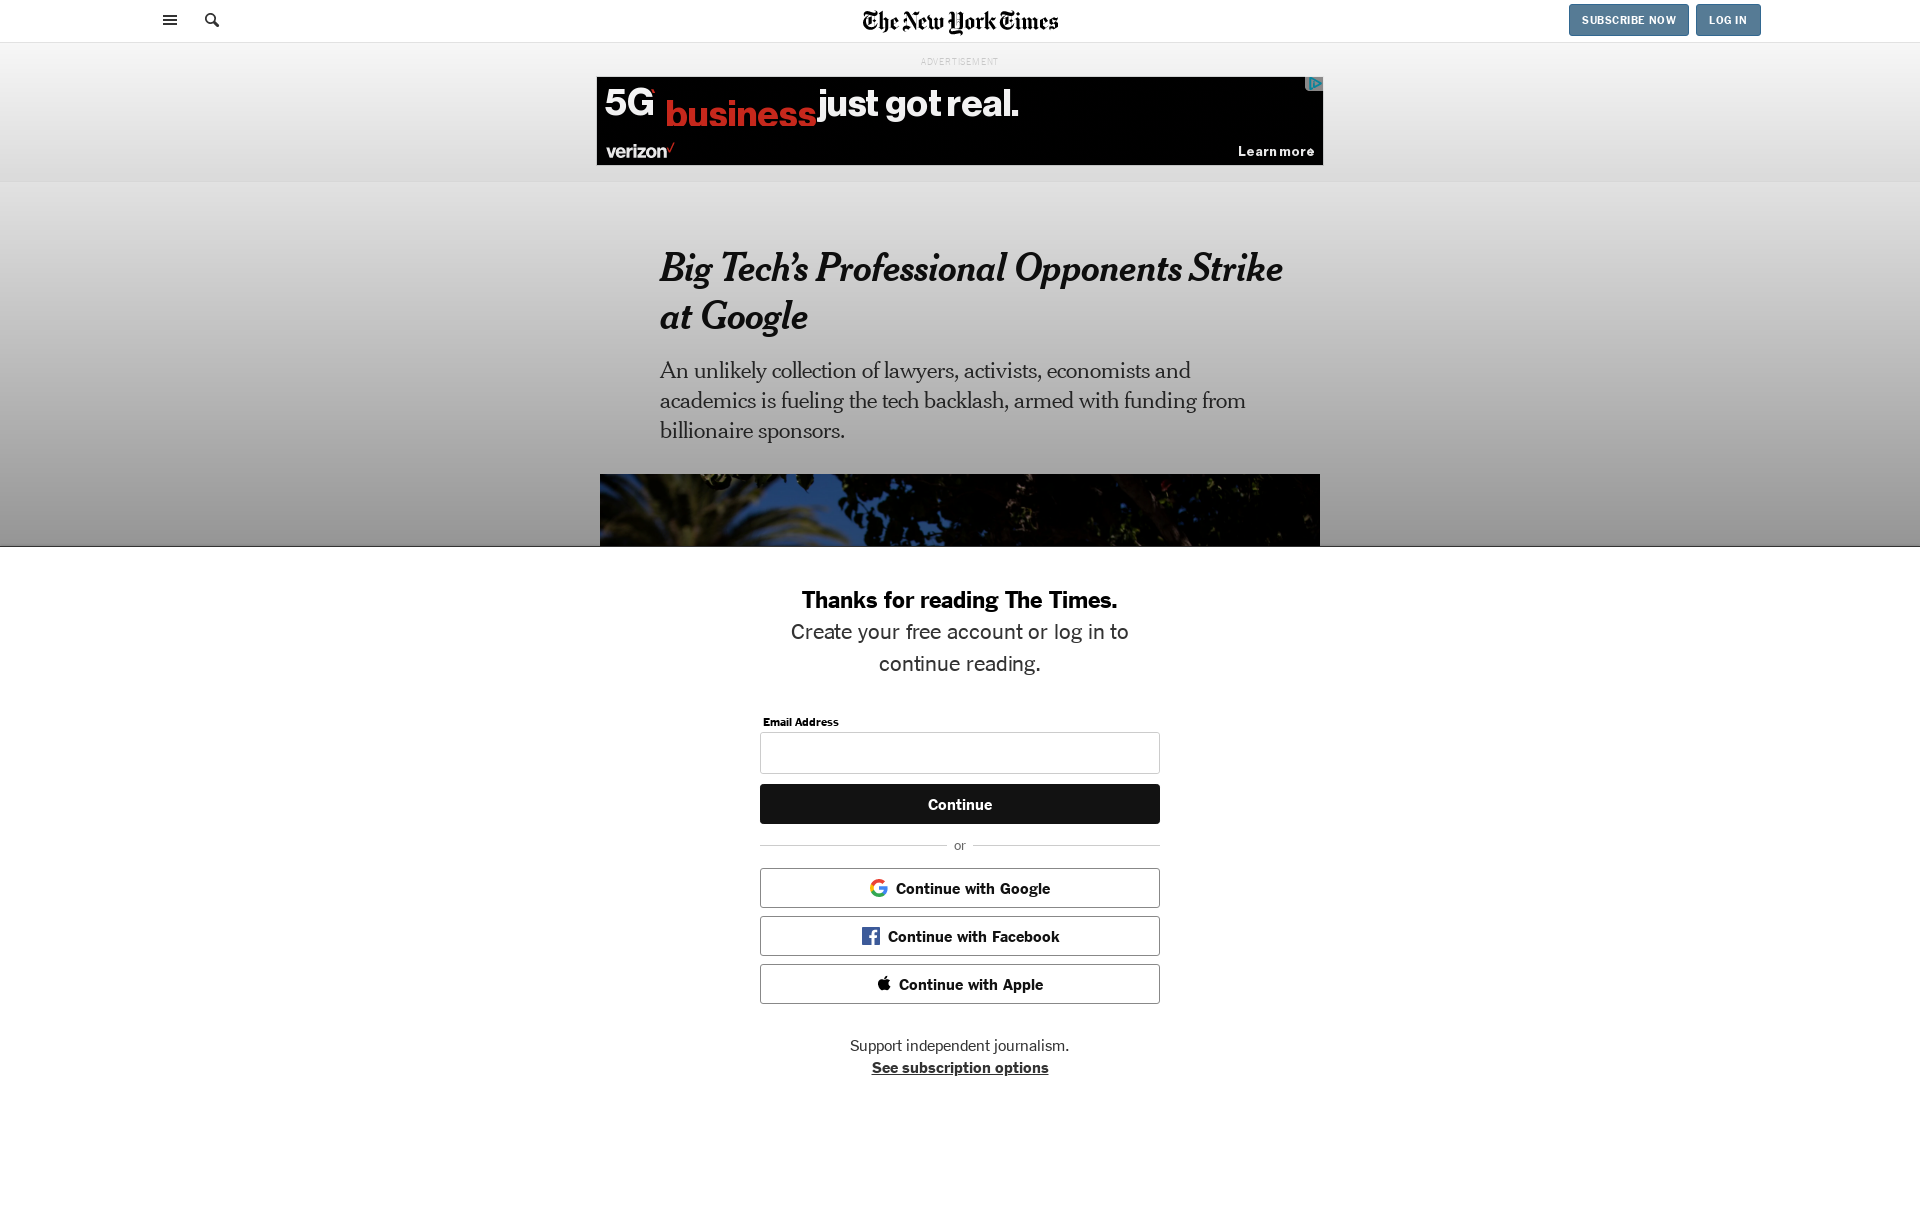 The New York Times
SUBSCRIBE NOW
LOG IN
ADVERTISEMENT
5G business just got real.
verizon
Learn more
Big Tech's Professional Opponents Strike
at Google
An unlikely collection of lawyers, activists, economists and
academics is fueling the tech backlash, armed with funding from
billionaire sponsors.
Thanks for reading The Times.
Create your free account or log in to
continue reading.
Email Address
Continue
or
Continue with Google
Continue with Facebook
Continue with Apple
Support independent journalism.
See subscription options